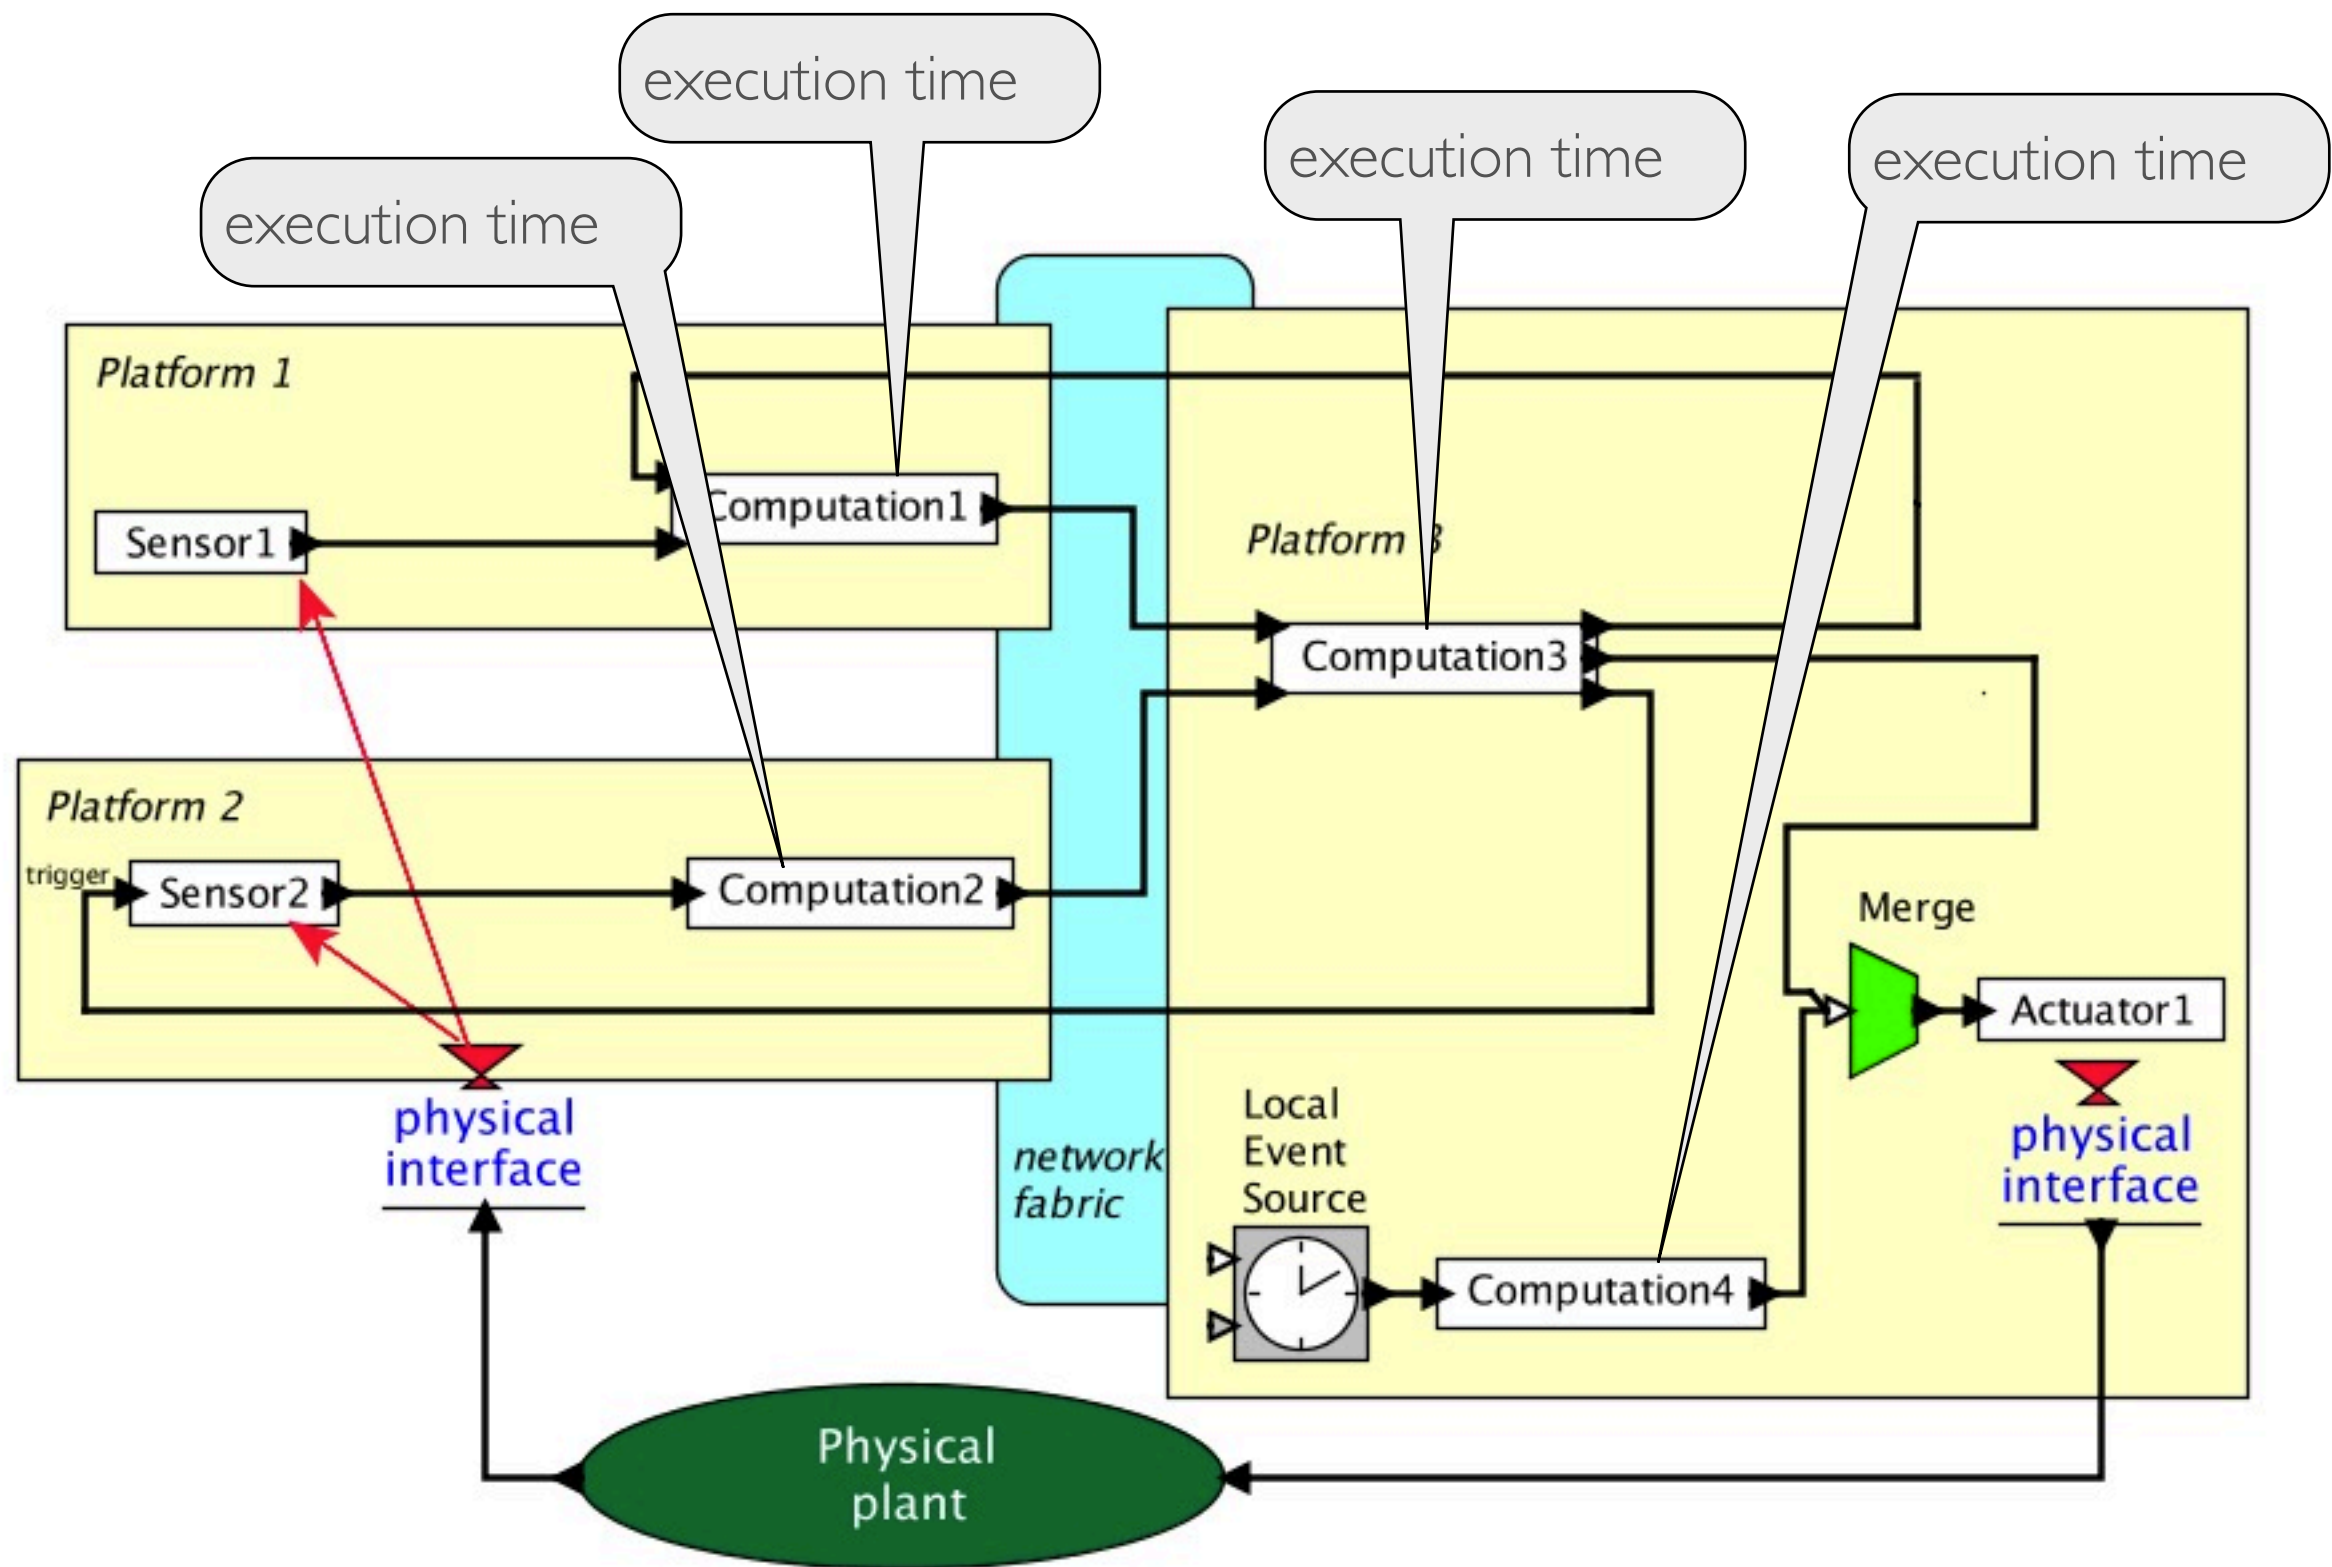 execution time
execution time
execution time
execution time
Platform 1
Computation1
Sensor1
Platform 3
Computation3
Platform 2
trigger
Sensor2
Computation2
Merge
Actuator1
physical
interface
network
fabric
Local
Event
Source
physical
interface
Computation4
Physical
plant